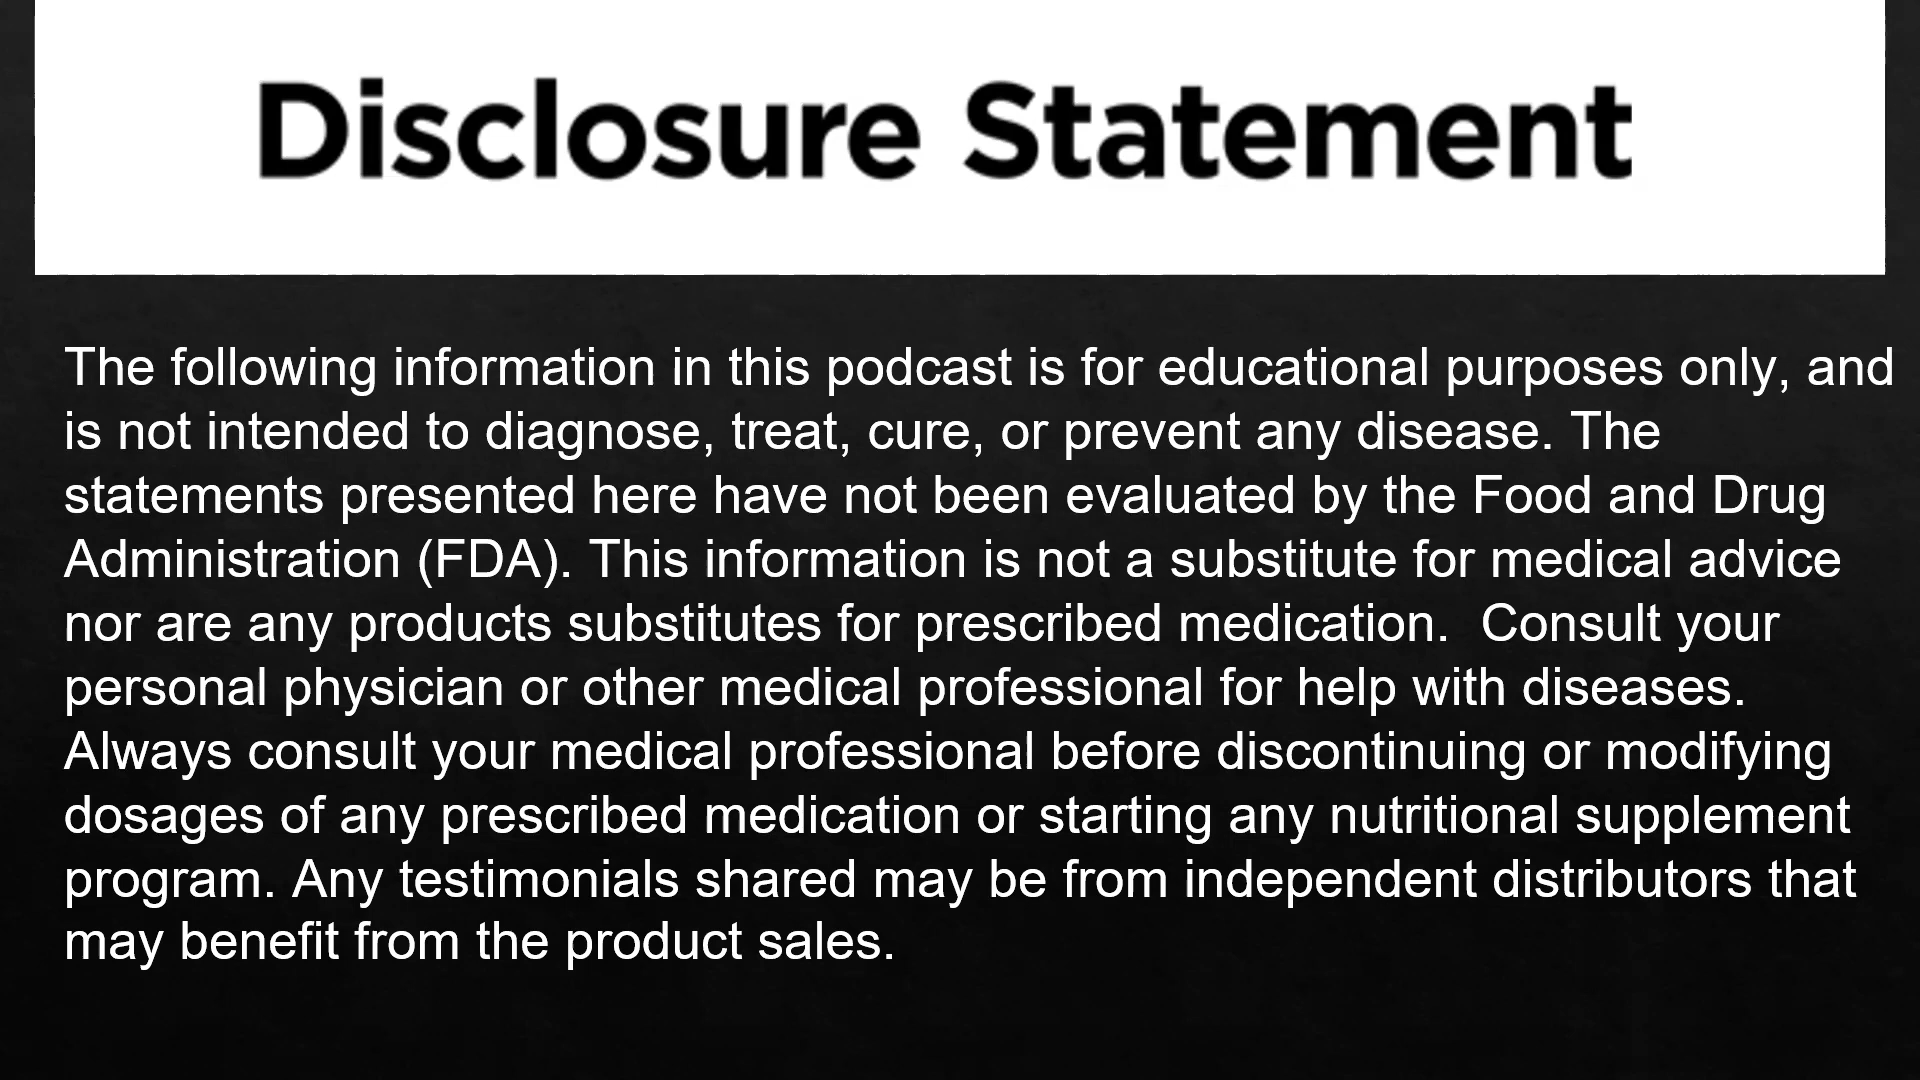 Disclosure Statement
The following information in this podcast is for educational purposes only, and
is not intended to diagnose, treat, cure, or prevent any disease. The
statements presented here have not been evaluated by the Food and Drug
Administration (FDA). This information is not a substitute for medical advice
nor are any products substitutes for prescribed medication.  Consult your
personal physician or other medical professional for help with diseases.
Always consult your medical professional before discontinuing or modifying
dosages of any prescribed medication or starting any nutritional supplement
program. Any testimonials shared may be from independent distributors that
may benefit from the product sales.